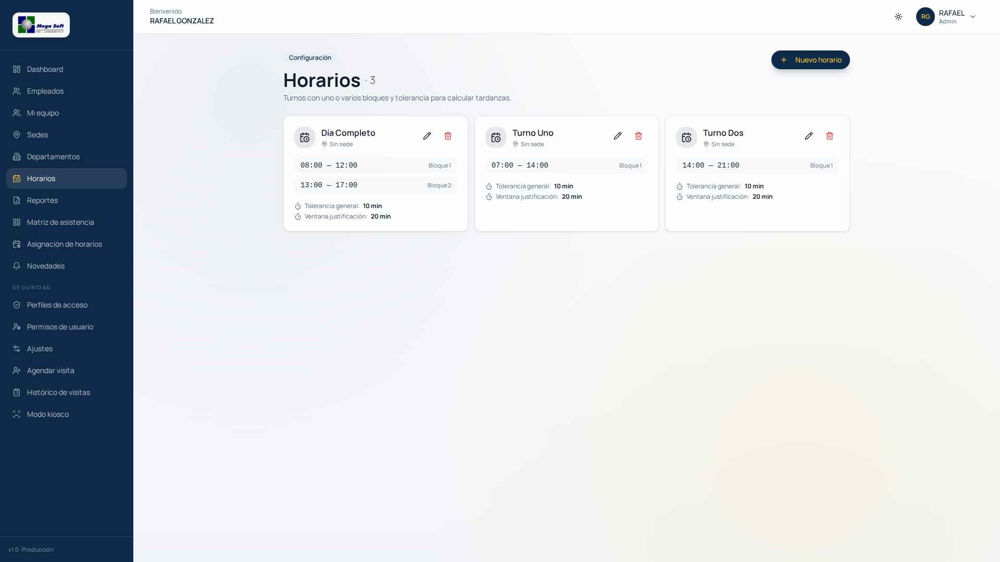 Mega Soft
Dashboard
Empleados
Mi equipo
Sedes
Departamentos
Horarios
Reportes
Matriz de asistencia
Asignación de horarios
Novedades
SEGURIDAD
Perfiles de acceso
Permisos de usuario
Ajustes
Agendar visita
Histórico de visitas
Modo kiosco
v1.0 · Producción
Bienvenido
RAFAEL GONZALEZ
RG
RAFAEL
Admin
Configuración
Horarios · 3
Turnos con uno o varios bloques y tolerancia para calcular tardanzas.
Nuevo horario
Día Completo
Sin sede
08:00 — 12:00 Bloque 1
13:00 — 17:00 Bloque 2
Tolerancia general: 10 min
Ventana justificación: 20 min
Turno Uno
Sin sede
07:00 — 14:00 Bloque 1
Tolerancia general: 10 min
Ventana justificación: 20 min
Turno Dos
Sin sede
14:00 — 21:00 Bloque 1
Tolerancia general: 10 min
Ventana justificación: 20 min